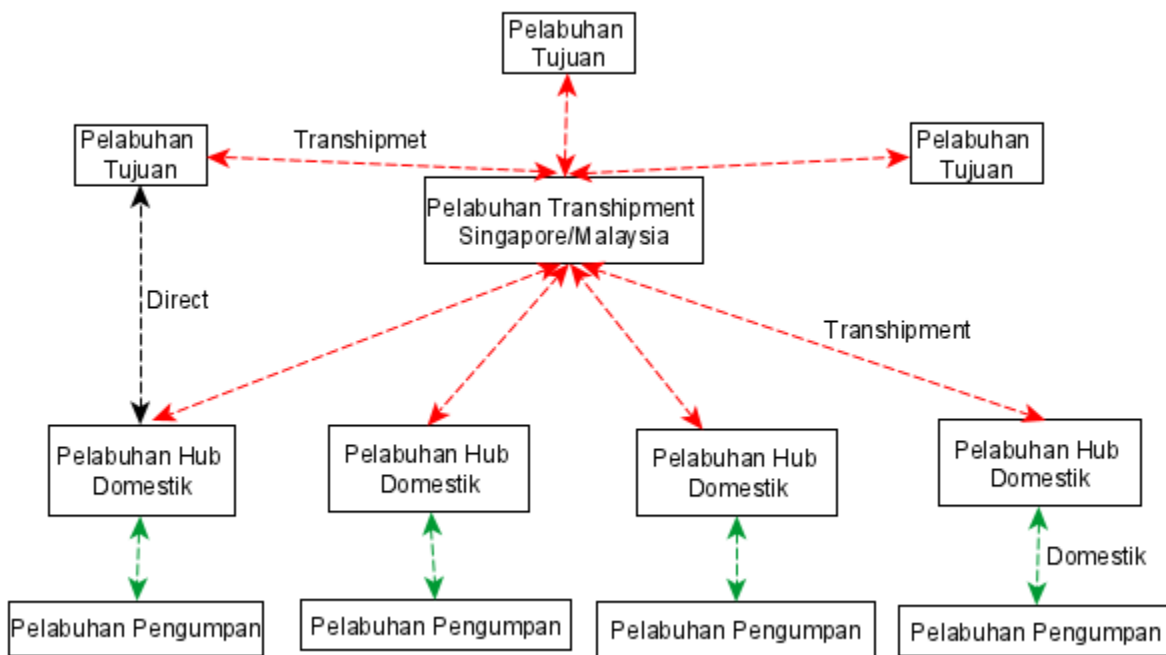 Pelabuhan
Tujuan
Pelabuhan
Tujuan
Transhipmet
Pelabuhan
Tujuan
Pelabuhan Transhipment
Singapore/Malaysia
Direct
Transhipment
Pelabuhan Hub
Domestik
Pelabuhan Hub
Domestik
Pelabuhan Hub
Domestik
Pelabuhan Hub
Domestik
Domestik
Pelabuhan Pengumpan
Pelabuhan Pengumpan
Pelabuhan Pengumpan
Pelabuhan Pengumpan